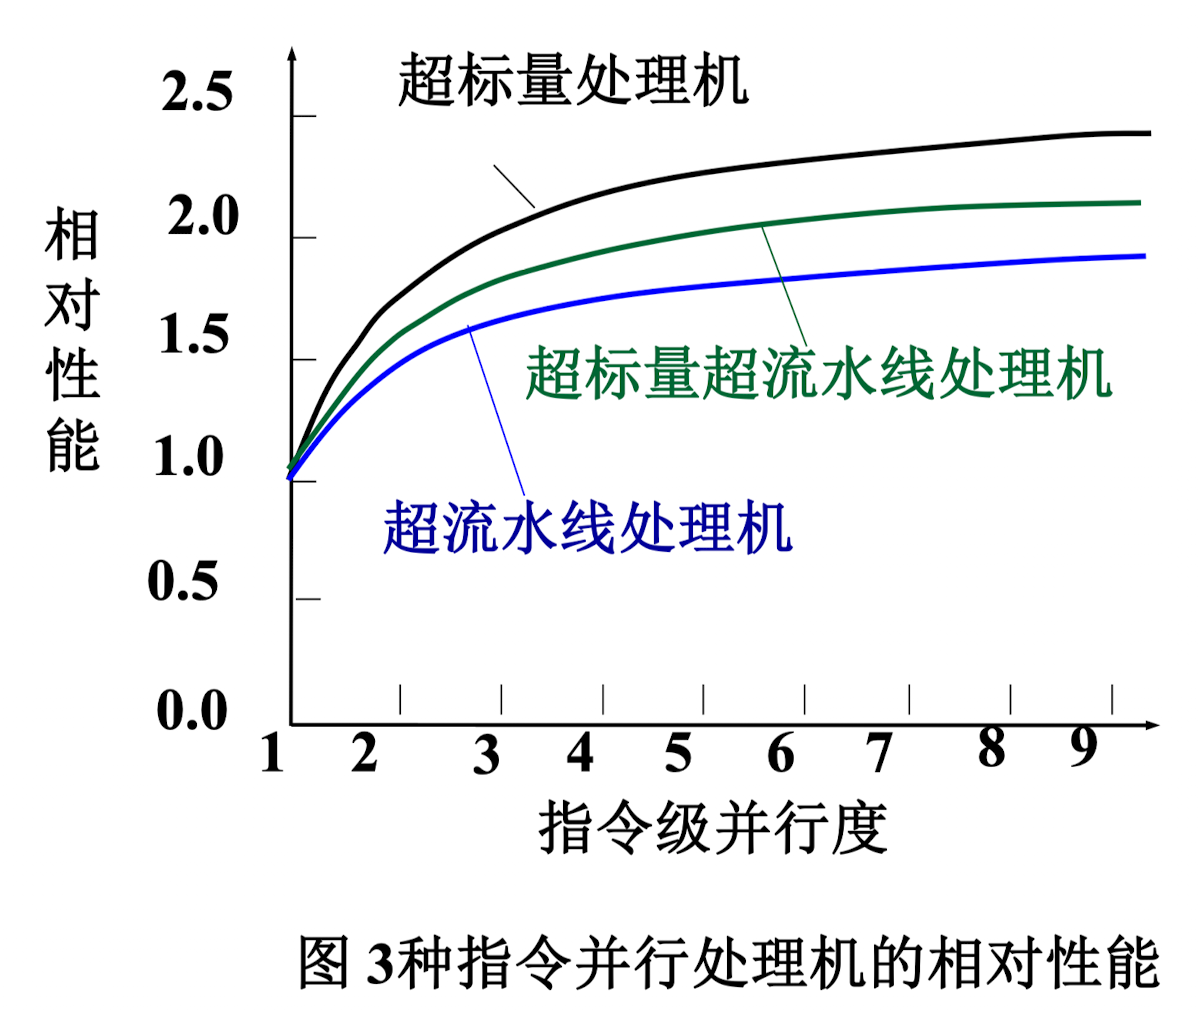 超标量处理机
2.5
2.0
1.5
1.0
0.5
0.0
相对性能
超标量超流水线处理机
超流水线处理机
1 2 3 4 5 6 7 8 9
指令级并行度
图 3种指令并行处理机的相对性能